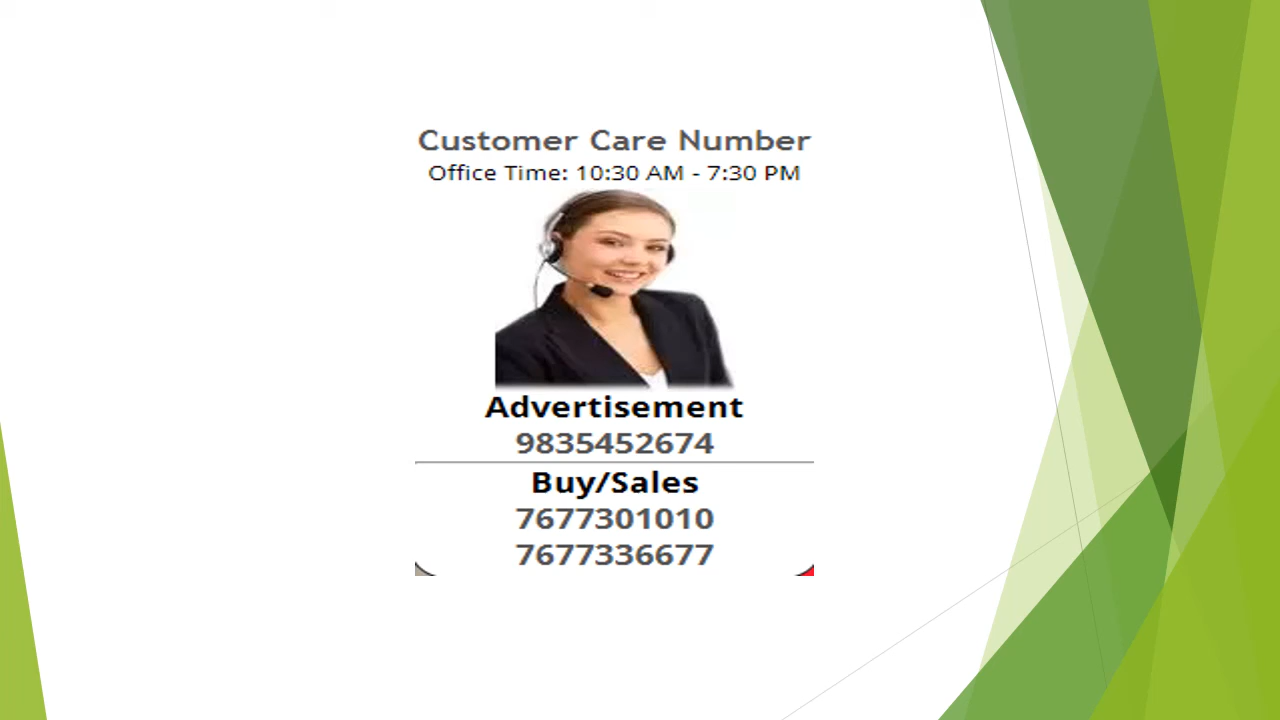 Customer Care Number
Office Time: 10:30 AM - 7:30 PM
Advertisement
9835452674
Buy/Sales
7677301010
7677336677